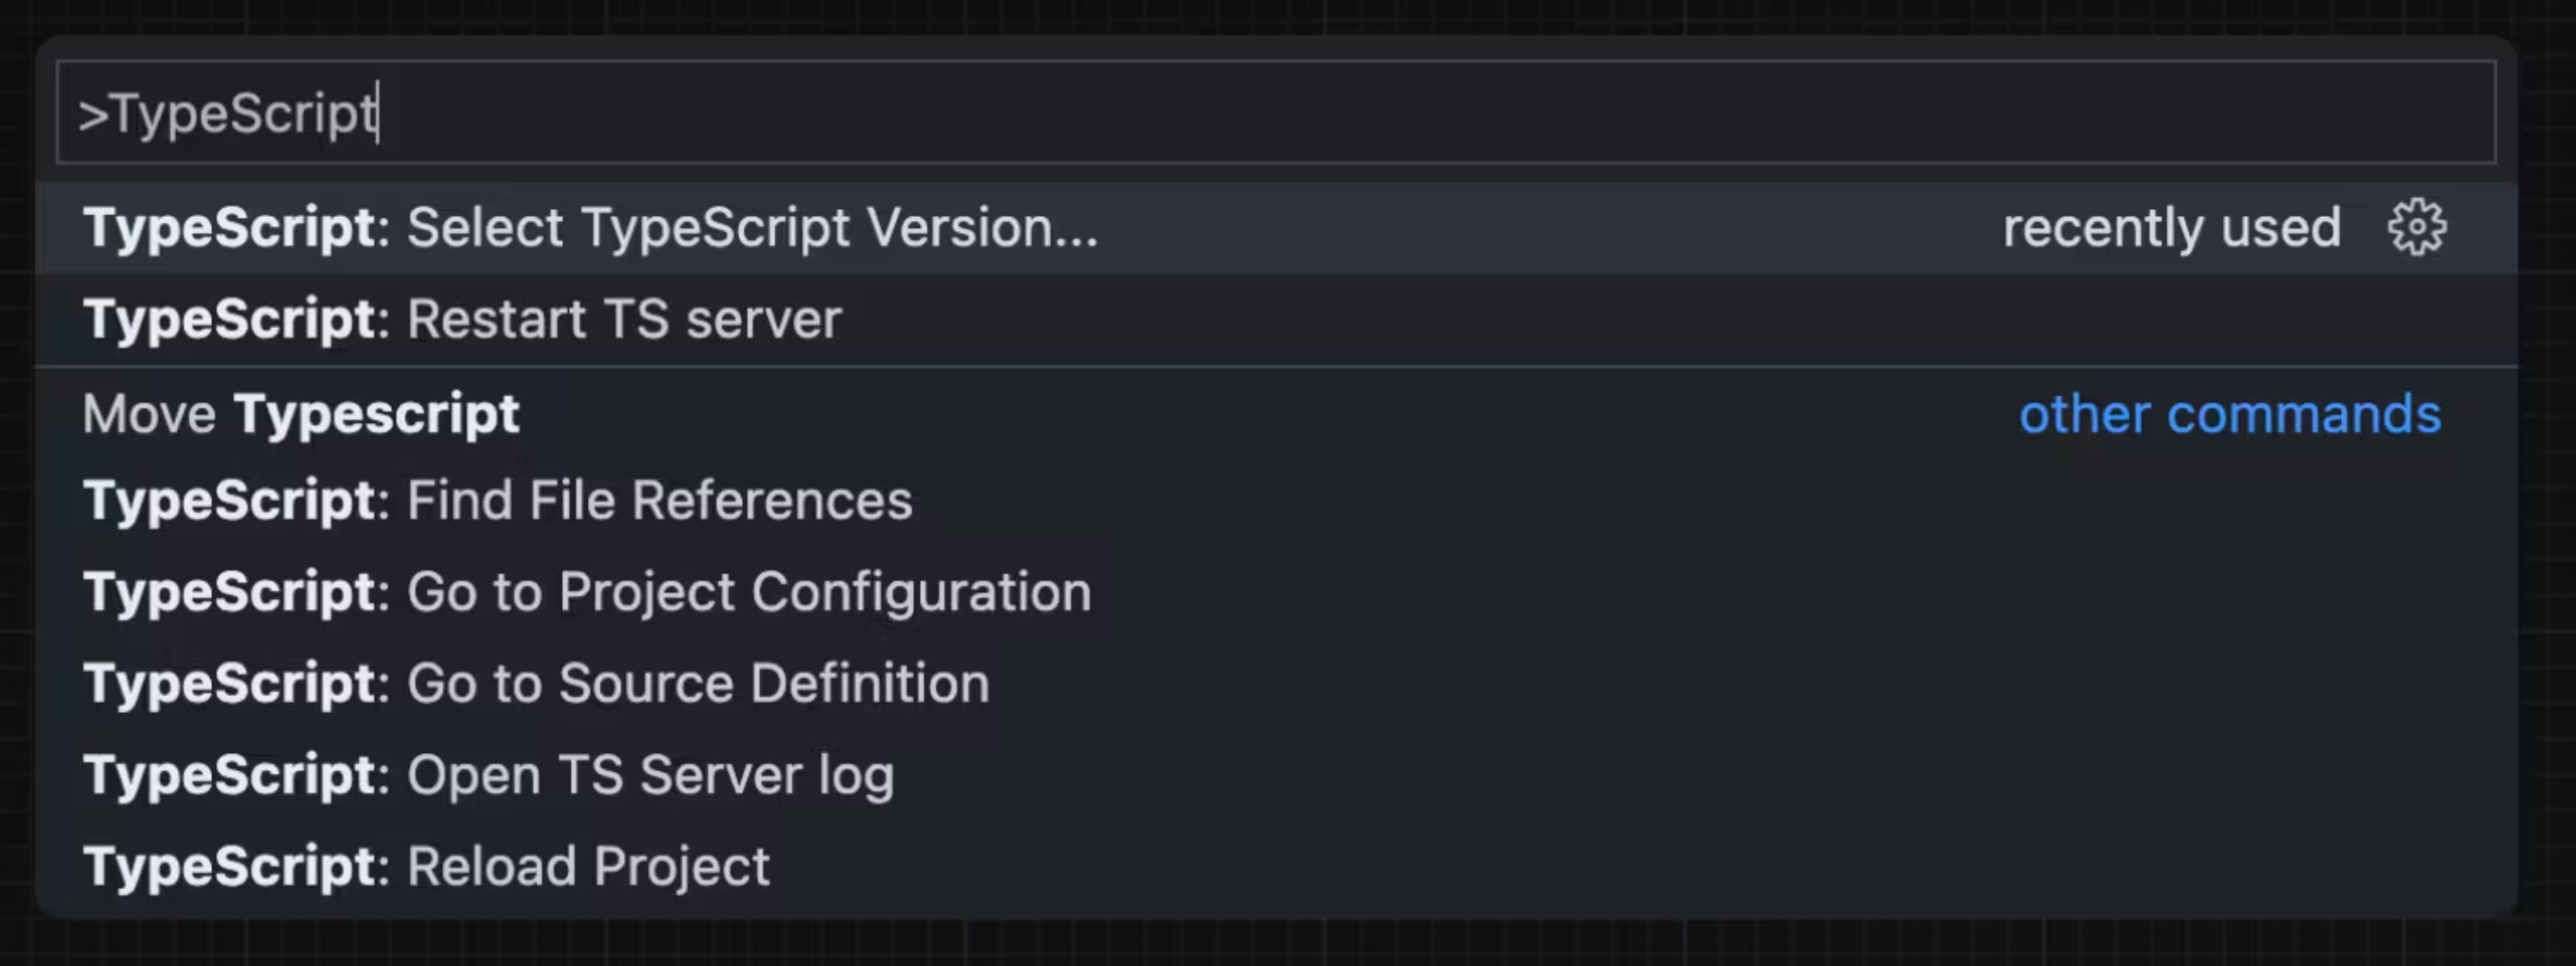 >TypeScript
TypeScript: Select TypeScript Version... recently used
TypeScript: Restart TS server
Move Typescript other commands
TypeScript: Find File References
TypeScript: Go to Project Configuration
TypeScript: Go to Source Definition
TypeScript: Open TS Server log
TypeScript: Reload Project